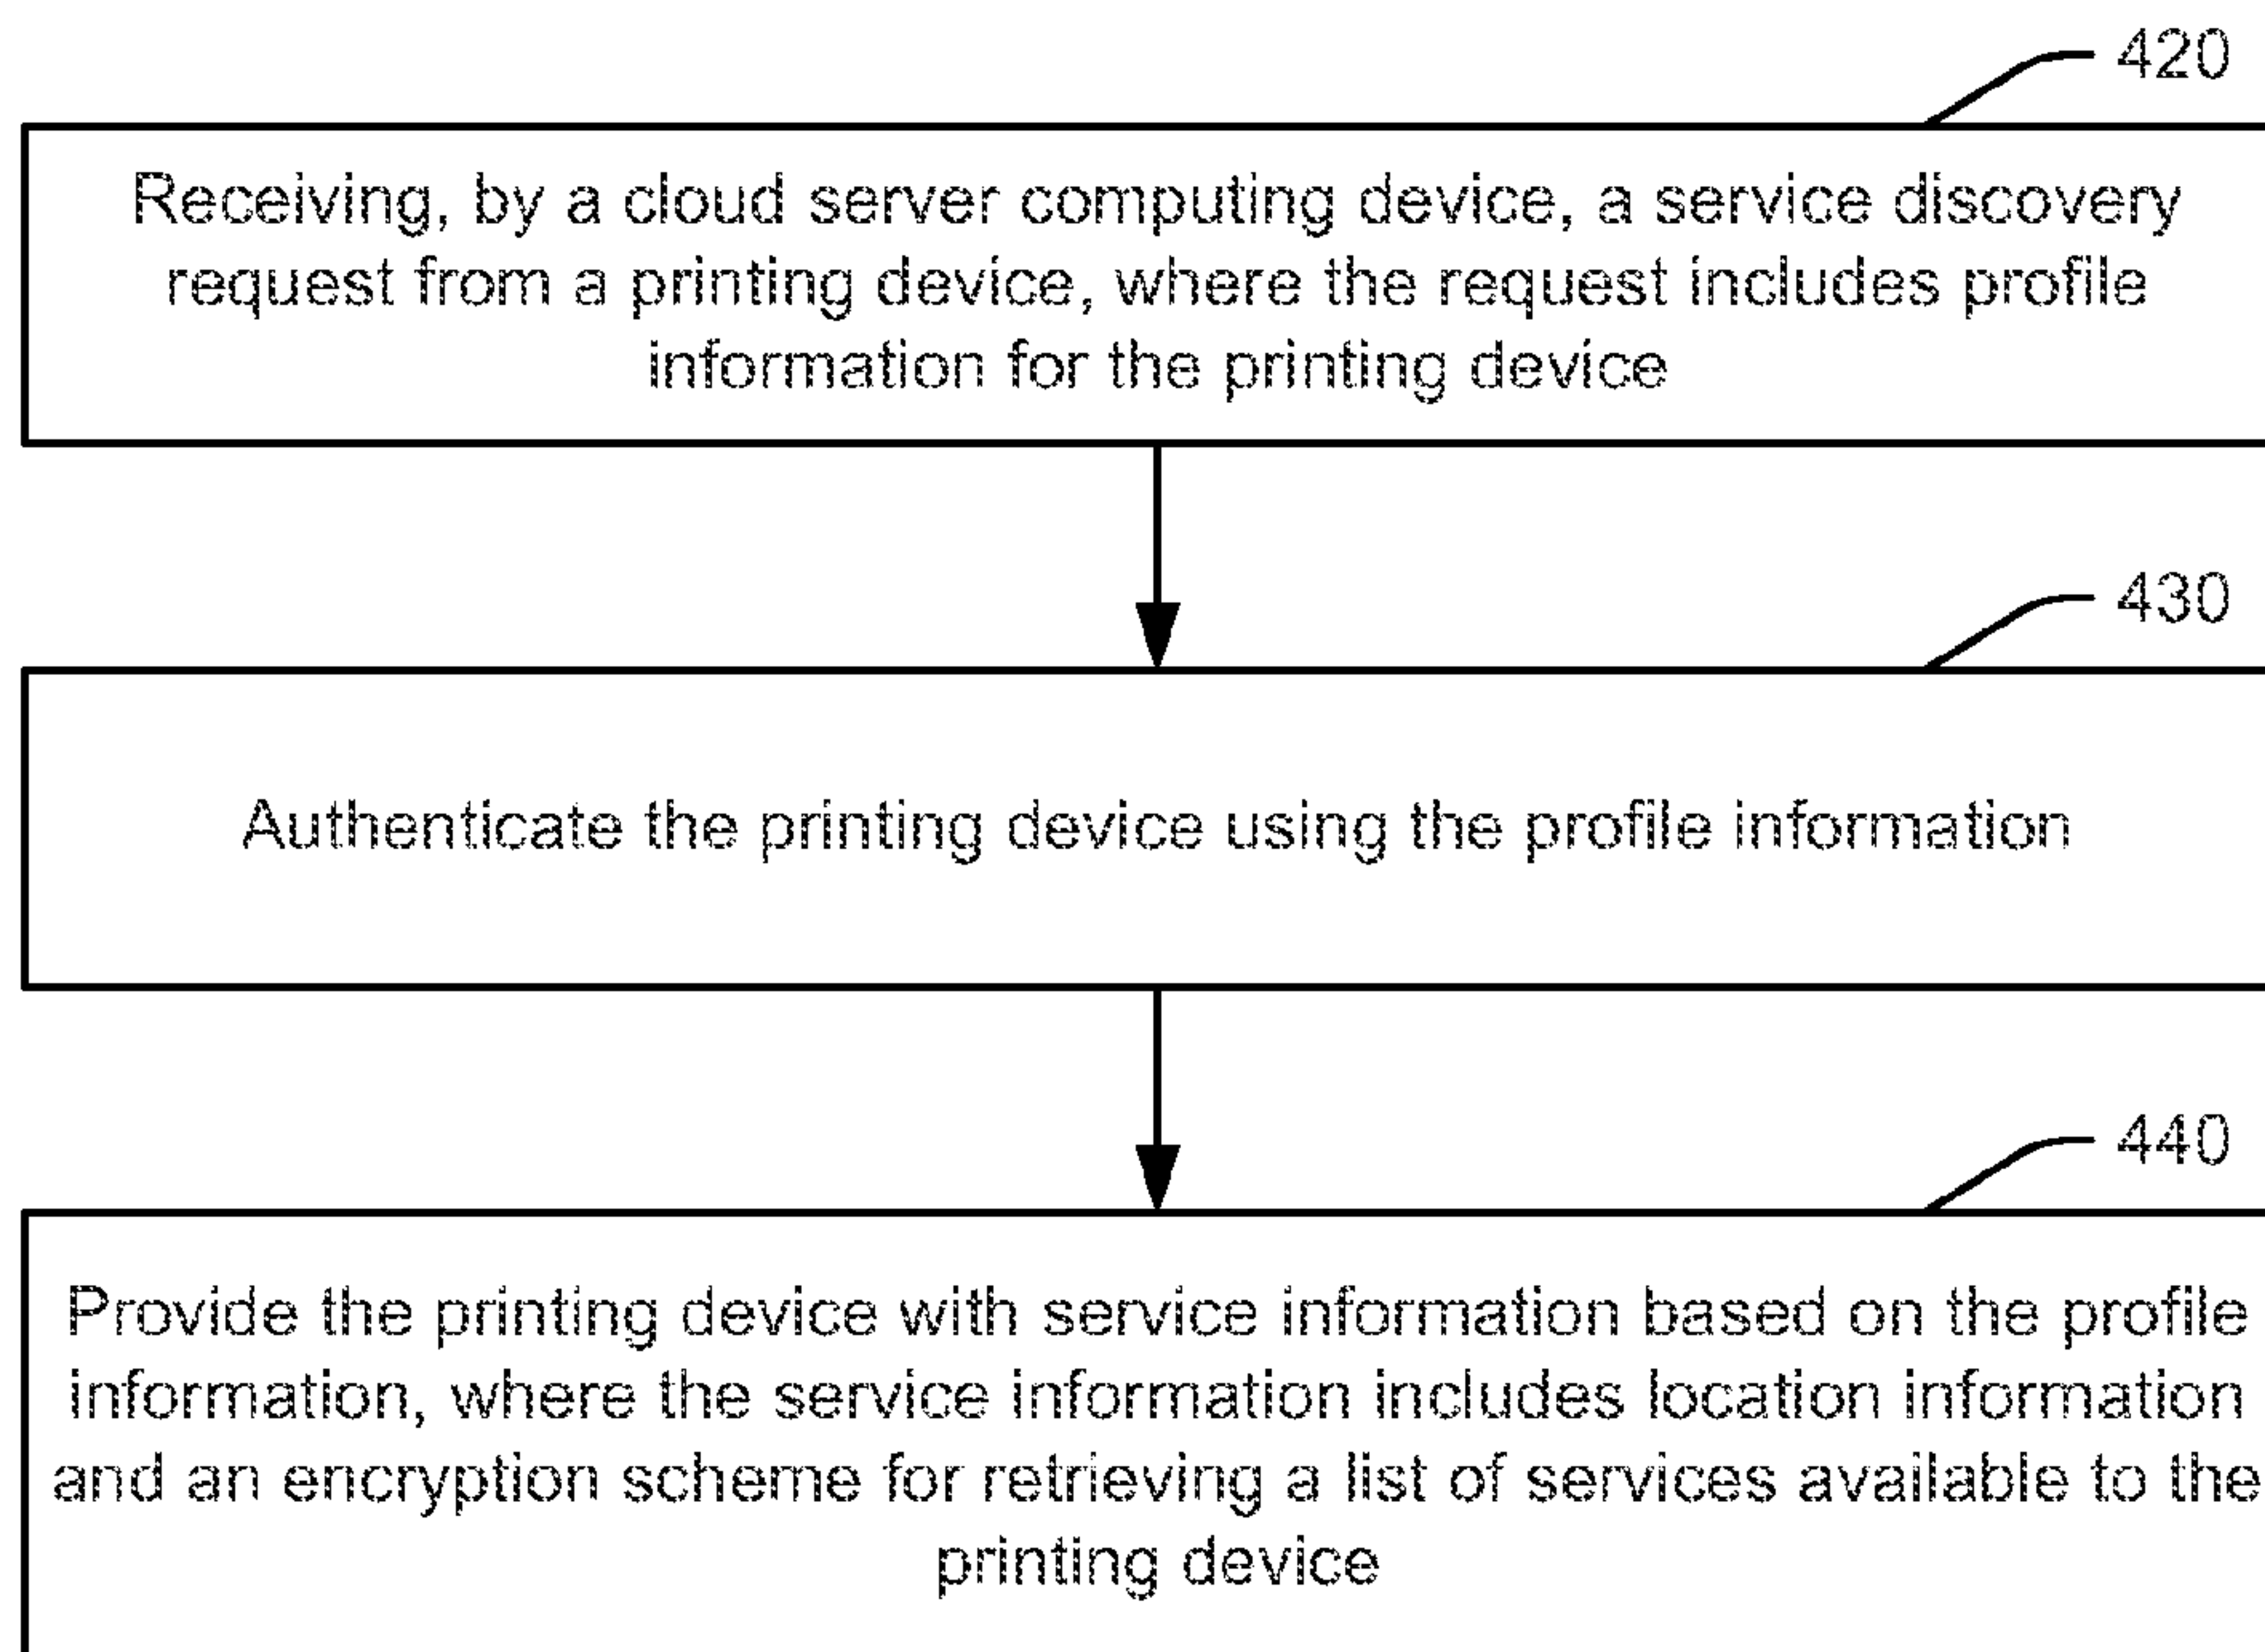 420
Receiving, by a cloud server computing device, a service discovery
request from a printing device, where the request includes profile
information for the printing device
430
Authenticate the printing device using the profile information
440
Provide the printing device with service information based on the profile
information, where the service information includes location information
and an encryption scheme for retrieving a list of services available to the
printing device